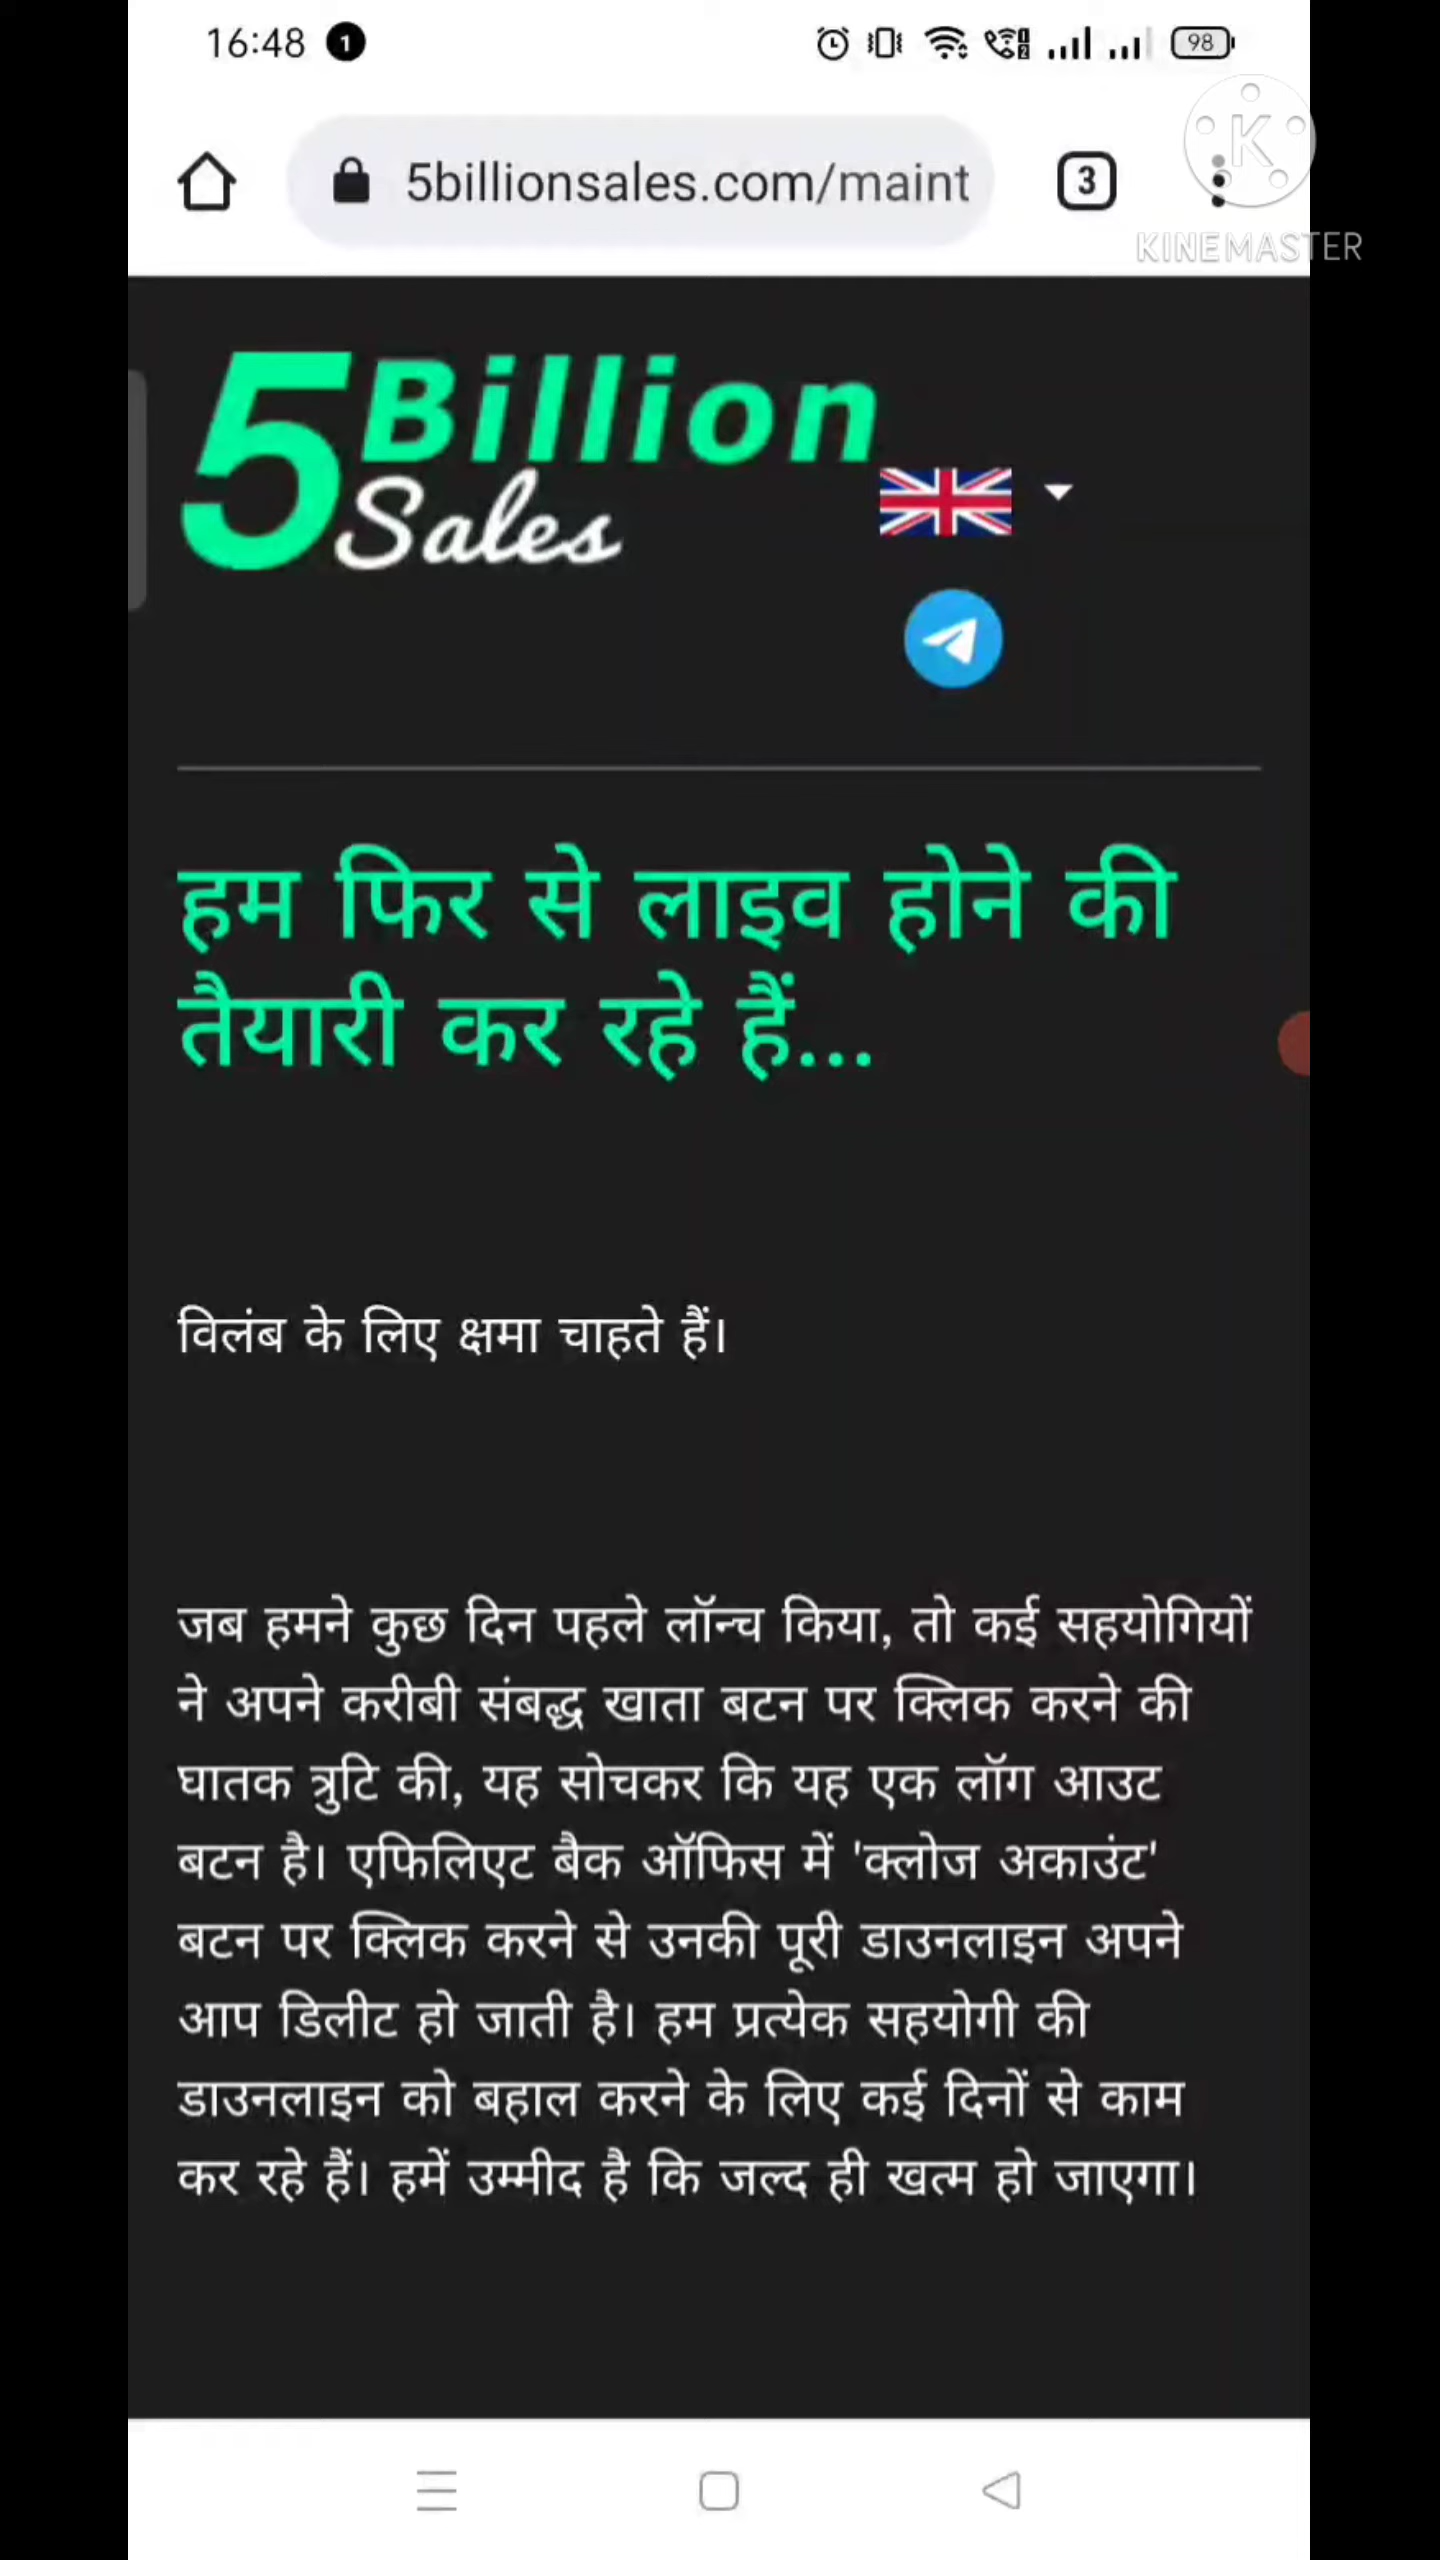 16:48 1 98
5billionsales.com/maint 3
K
KINEMASTER
5 Billion
Sales
हम फिर से लाइव होने की
तैयारी कर रहे हैं...
विलंब के लिए क्षमा चाहते हैं।
जब हमने कुछ दिन पहले लॉन्च किया, तो कई सहयोगियों
ने अपने करीबी संबद्ध खाता बटन पर क्लिक करने की
घातक त्रुटि की, यह सोचकर कि यह एक लॉग आउट
बटन है। एफिलिएट बैक ऑफिस में 'क्लोज अकाउंट'
बटन पर क्लिक करने से उनकी पूरी डाउनलाइन अपने
आप डिलीट हो जाती है। हम प्रत्येक सहयोगी की
डाउनलाइन को बहाल करने के लिए कई दिनों से काम
कर रहे हैं। हमें उम्मीद है कि जल्द ही खत्म हो जाएगा।